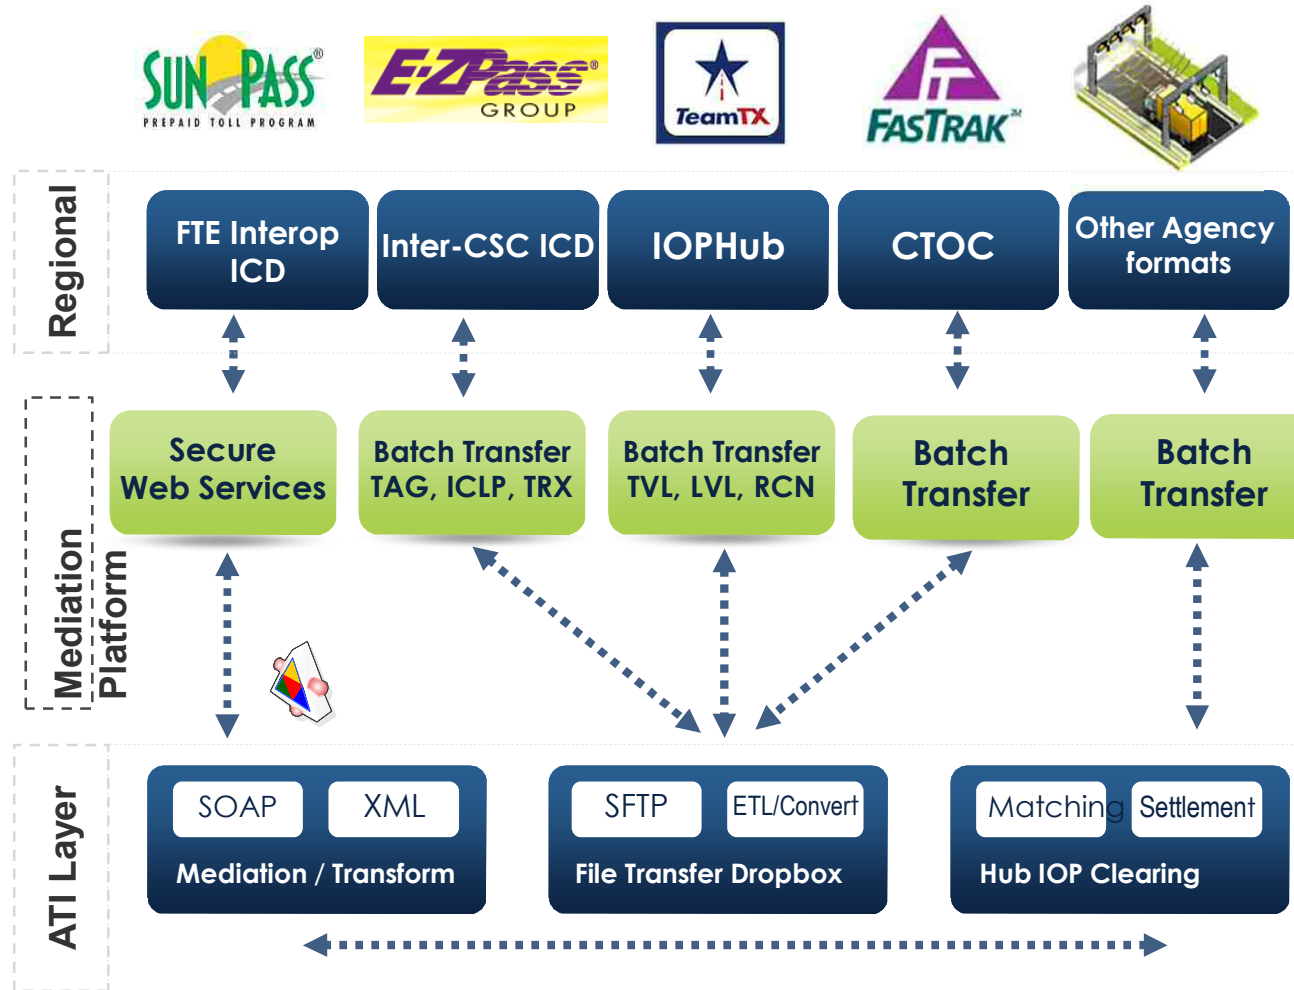 SUN PASS®
PREPAID TOLL PROGRAM
E-ZPass®
GROUP
TeamTX
FASTRAK™
Regional
FTE Interop
ICD
Inter-CSC ICD
IOPHub
CTOC
Other Agency
formats
Mediation
Platform
Secure
Web Services
Batch Transfer
TAG, ICLP, TRX
Batch Transfer
TVL, LVL, RCN
Batch
Transfer
Batch
Transfer
ATI Layer
SOAP
XML
Mediation / Transform
SFTP
ETL/Convert
File Transfer Dropbox
Matching
Settlement
Hub IOP Clearing